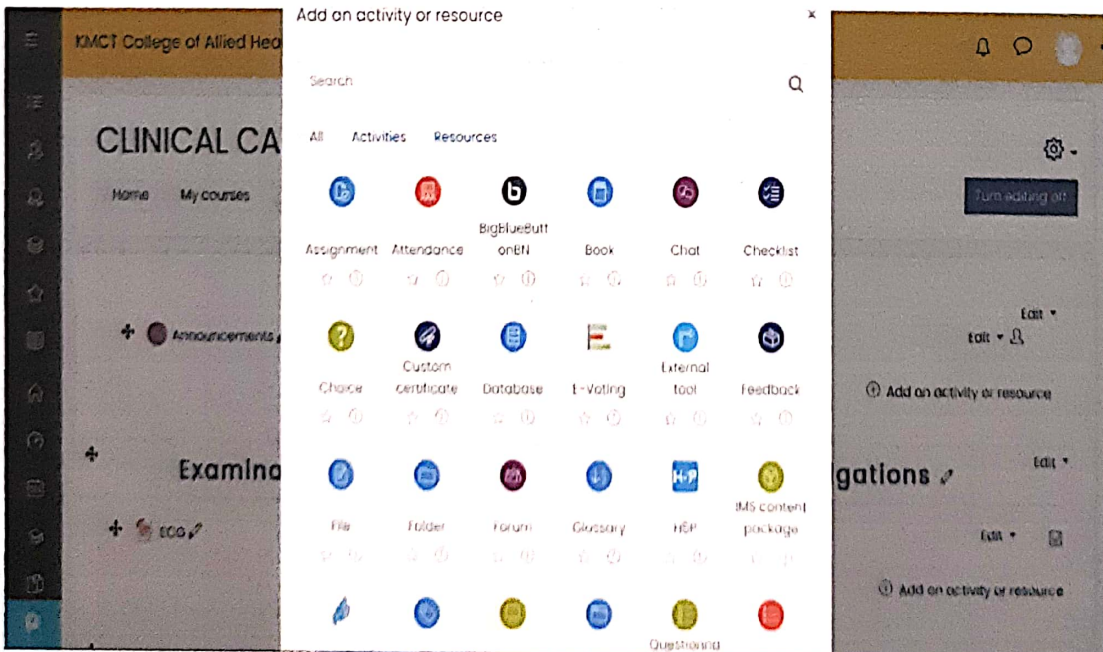 Add an activity or resource
x
KMCT College of Allied Hea
Search
All Activities Resources
CLINICAL CA
Home My courses
Turn editing off
BigBlueButt
Assignment Attendance onBN Book Chat Checklist
Edit
Announcements
Edit
Custom External
Choice certificate Database E-Voting tool Feedback
Add an activity or resource
Examina
gations
Edit
IMS content
File Folder Forum Glossary H5P package
ECG
Edit
Add an activity or resource